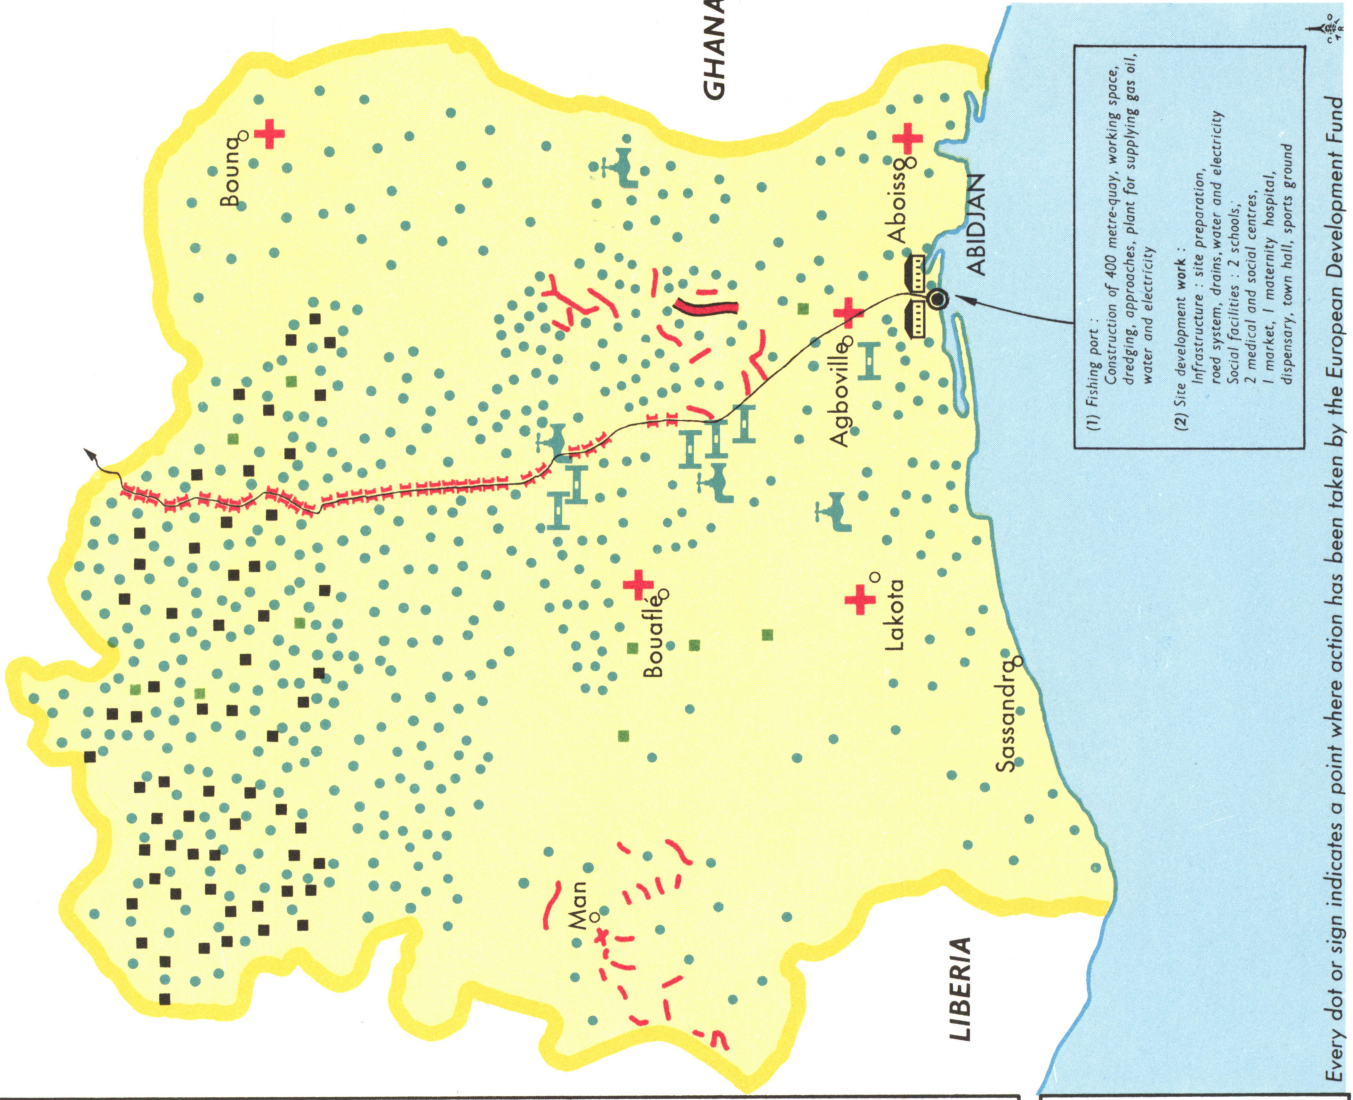 GHANA
Bouna
Aboisso
ABIDJAN
Agboville
Bouaflé
Lakota
Sassandra
Man
LIBERIA
(1) Fishing port :
Construction of 400 metre-quay, working space,
dredging, approaches, plant for supplying gas oil,
water and electricity
(2) Site development work :
Infrastructure : site preparation,
roed system, drains, water and electricity
Social facilities : 2 schools,
2 medical and social centres,
1 market, 1 maternity hospital,
dispensary, town hall, sports ground
Every dot or sign indicates a point where action has been taken by the European Development Fund